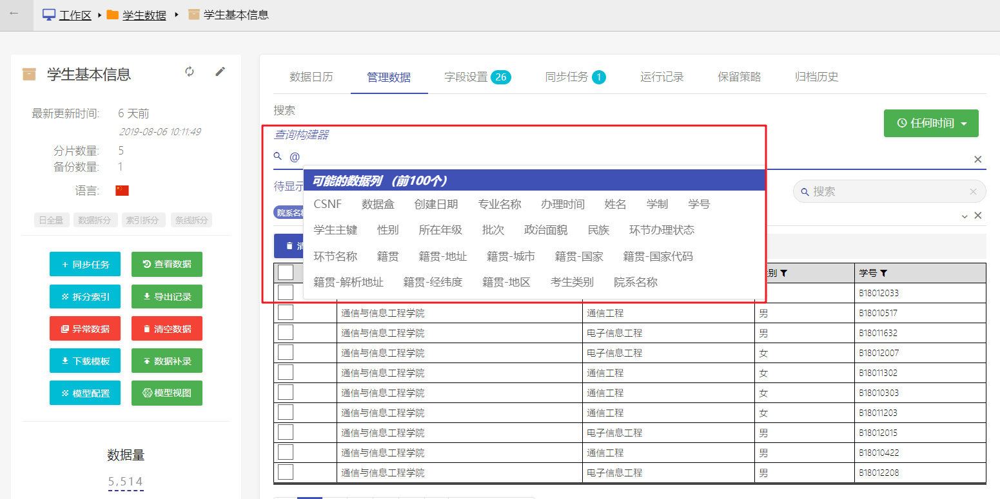 ← 工作区 ▸ 学生数据 ▸ 学生基本信息
学生基本信息
最新更新时间: 6 天前
2019-08-06 10:11:49
分片数量: 5
备份数量: 1
语言:
日全量 数据拆分 索引拆分 条线拆分
+ 同步任务 查看数据
拆分索引 导出记录
异常数据 清空数据
下载模板 数据补录
模型配置 模型视图
数据量
5,514
数据日历 管理数据 字段设置 26 同步任务 1 运行记录 保留策略 归档历史
搜索
任何时间
查询构建器
@
可能的数据列 （前100个）
CSNF 数据盒 创建日期 专业名称 办理时间 姓名 学制 学号
学生主键 性别 所在年级 批次 政治面貌 民族 环节办理状态
环节名称 籍贯 籍贯-地址 籍贯-城市 籍贯-国家 籍贯-国家代码
籍贯-解析地址 籍贯-经纬度 籍贯-地区 考生类别 院系名称
待显示
搜索
院系名
清
别 学号
B18012033
通信与信息工程学院 通信工程 男 B18010517
通信与信息工程学院 电子信息工程 男 B18011632
通信与信息工程学院 电子信息工程 女 B18012007
通信与信息工程学院 通信工程 女 B18011302
通信与信息工程学院 通信工程 女 B18010303
通信与信息工程学院 通信工程 女 B18011203
通信与信息工程学院 电子信息工程 男 B18012015
通信与信息工程学院 通信工程 男 B18010422
通信与信息工程学院 电子信息工程 男 B18012208